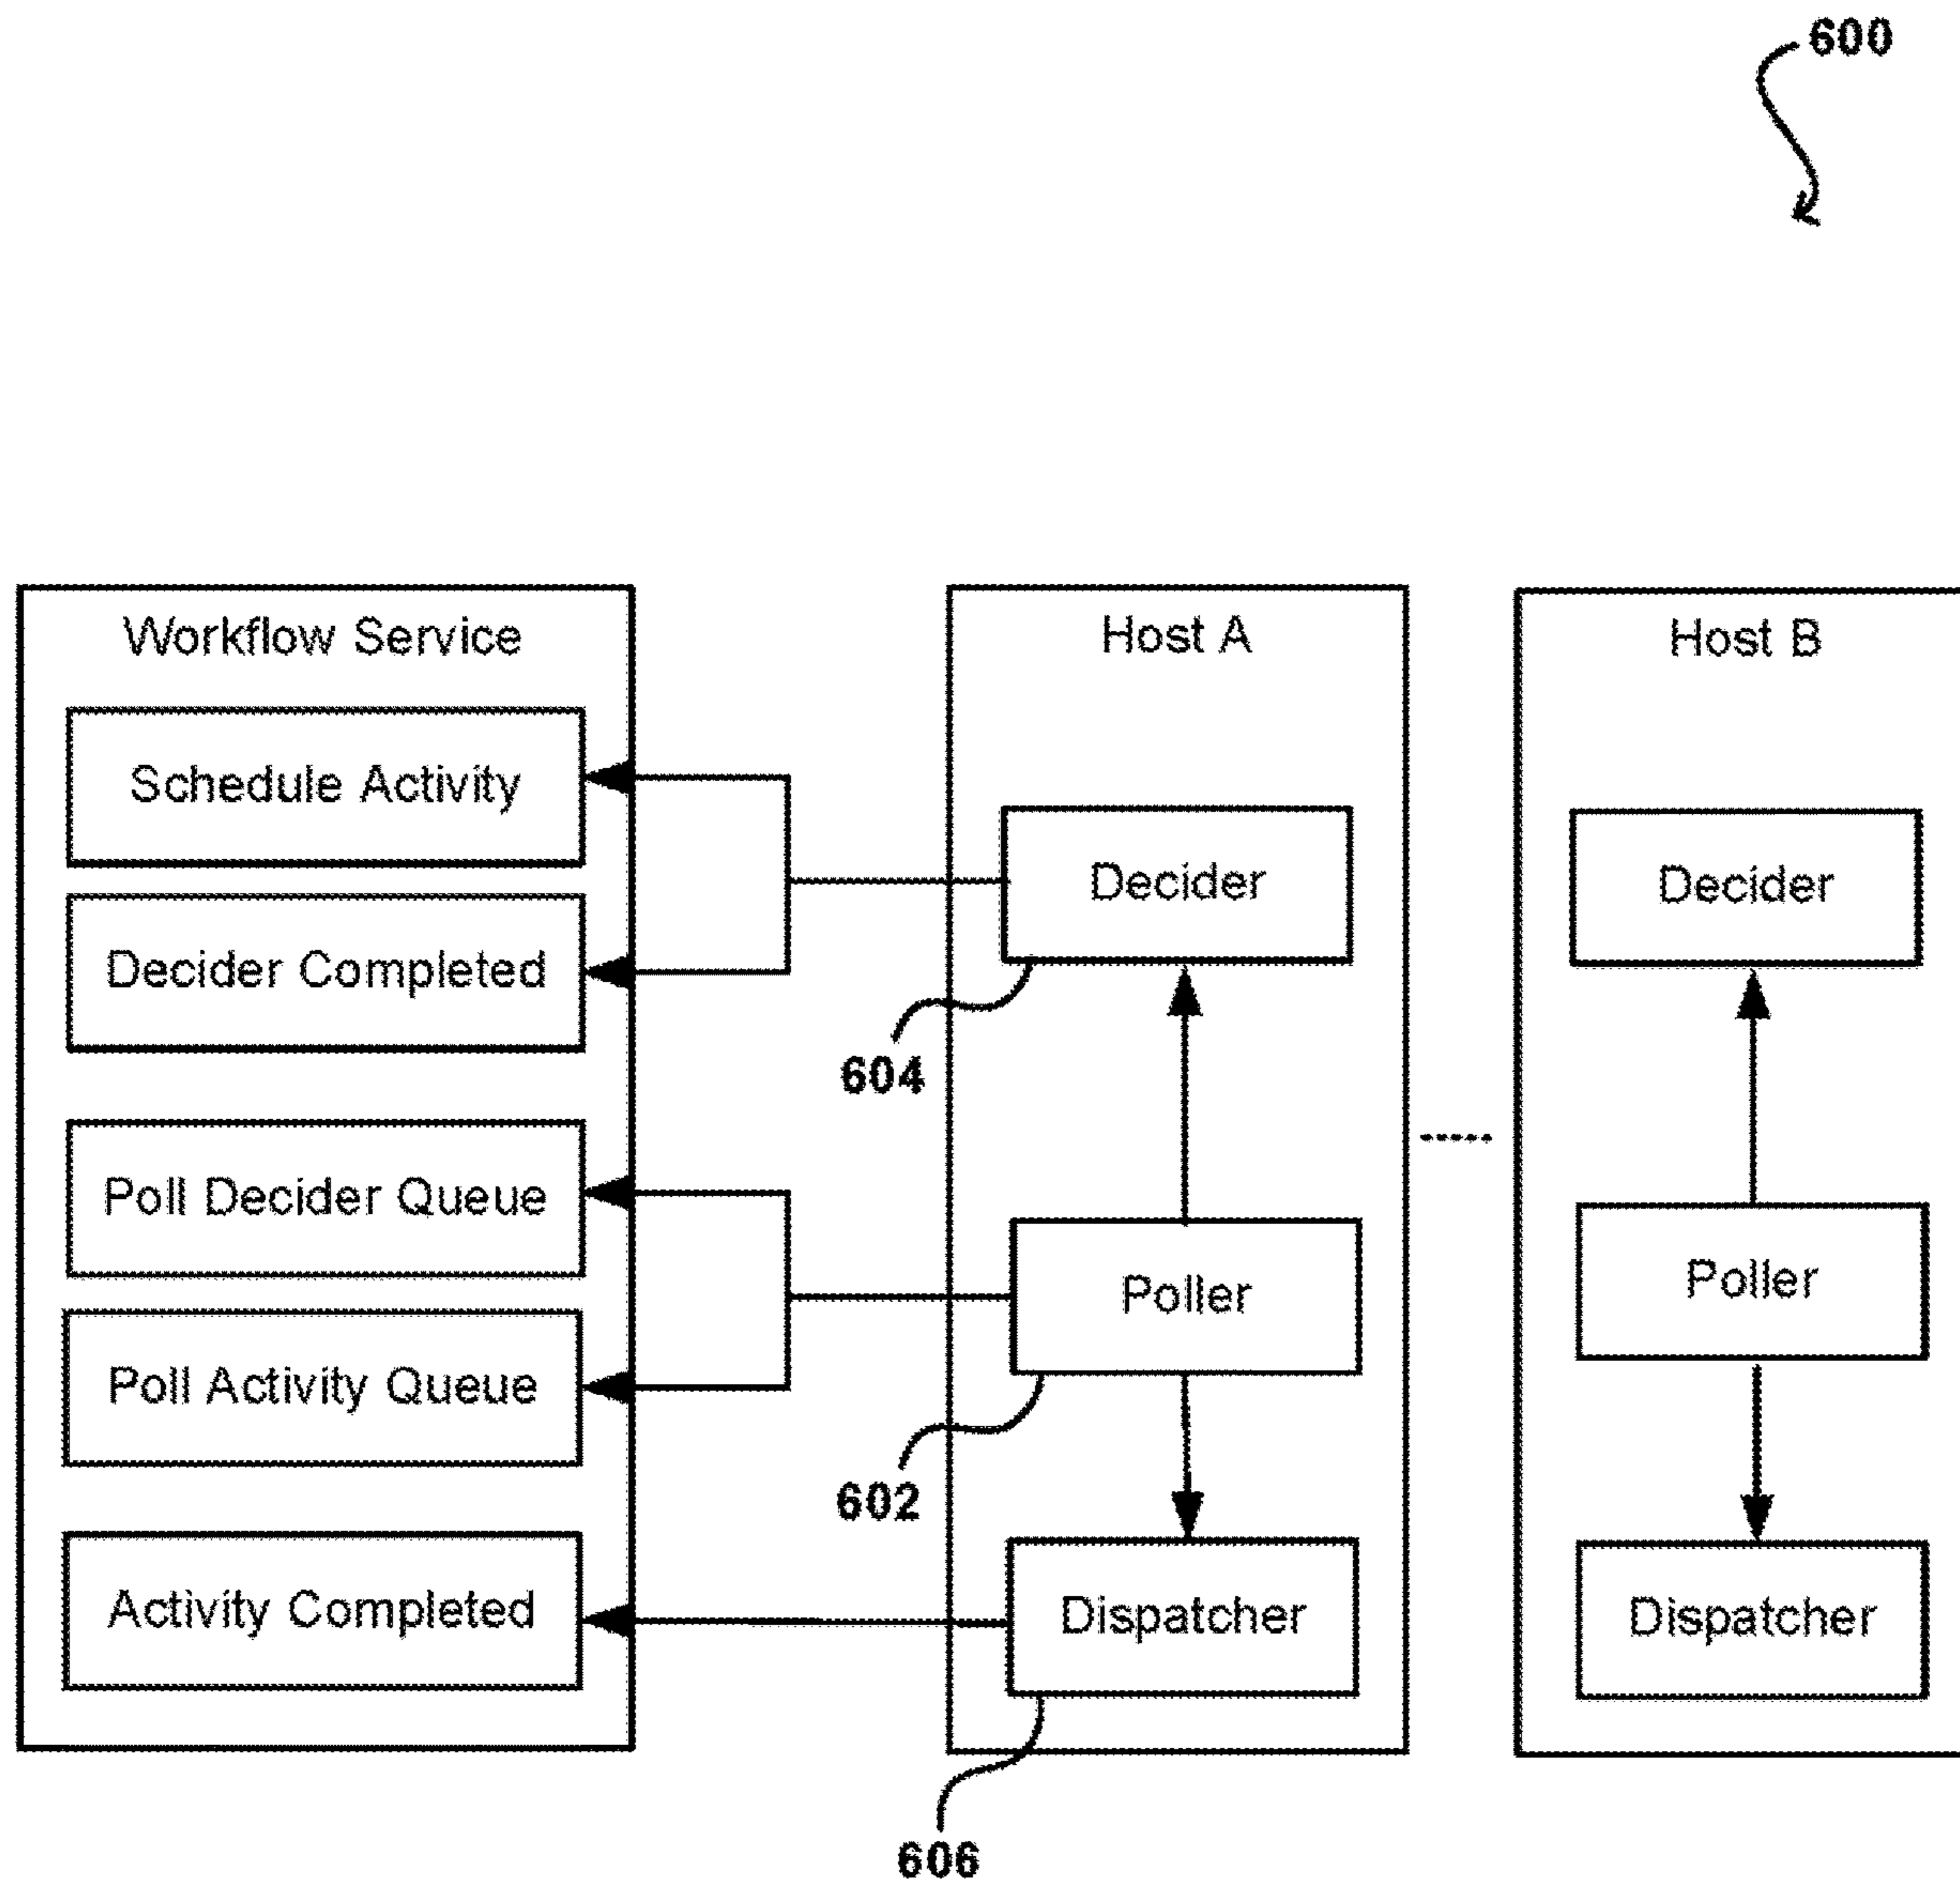 600
Workflow Service
Schedule Activity
Decider Completed
Poll Decider Queue
Poll Activity Queue
Activity Completed
Host A
Decider
604
Poller
602
Dispatcher
606
Host B
Decider
Poller
Dispatcher